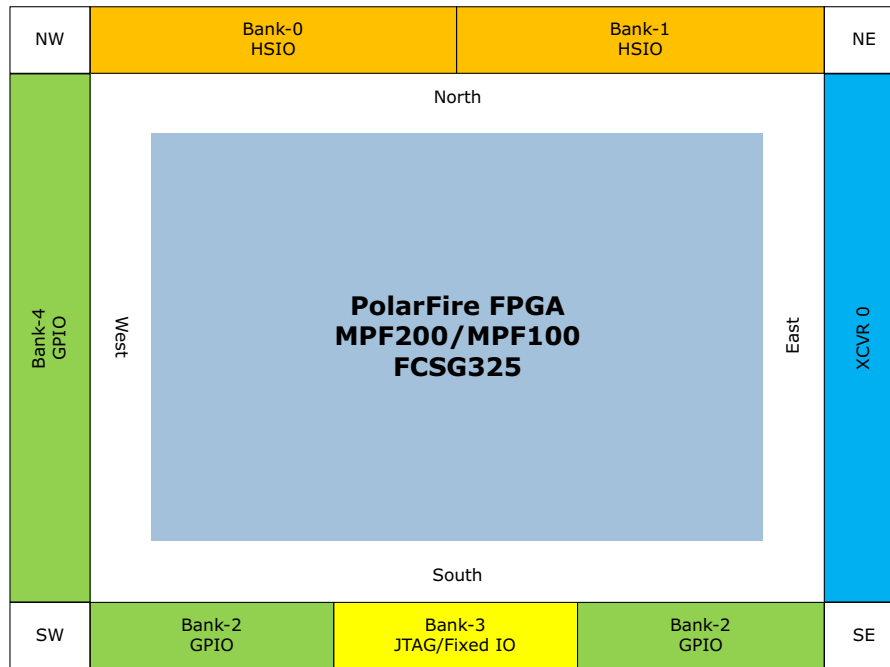 NW
Bank-0
HSIO
Bank-1
HSIO
NE
North
Bank-4
GPIO
West
PolarFire FPGA
MPF200/MPF100
FCSG325
East
XCVR 0
South
SW
Bank-2
GPIO
Bank-3
JTAG/Fixed IO
Bank-2
GPIO
SE